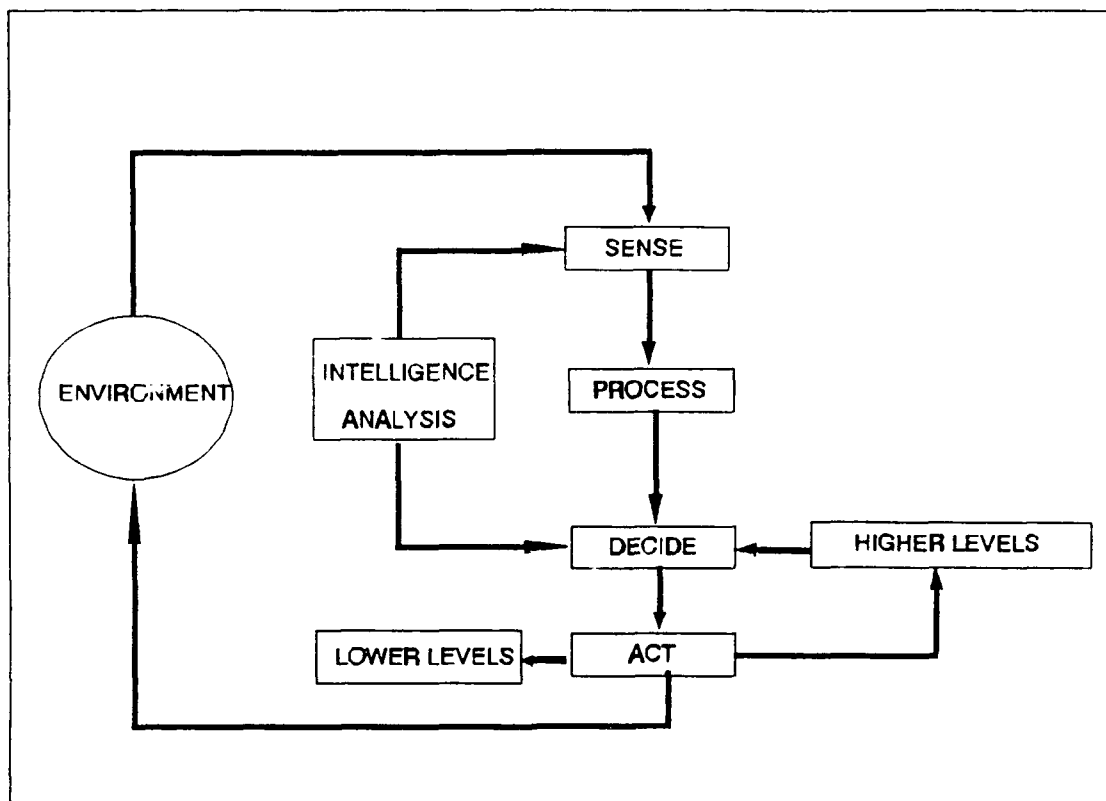 SENSE
INTELLIGENCE
ANALYSIS
ENVIRONMENT
PROCESS
DECIDE
HIGHER LEVELS
LOWER LEVELS
ACT